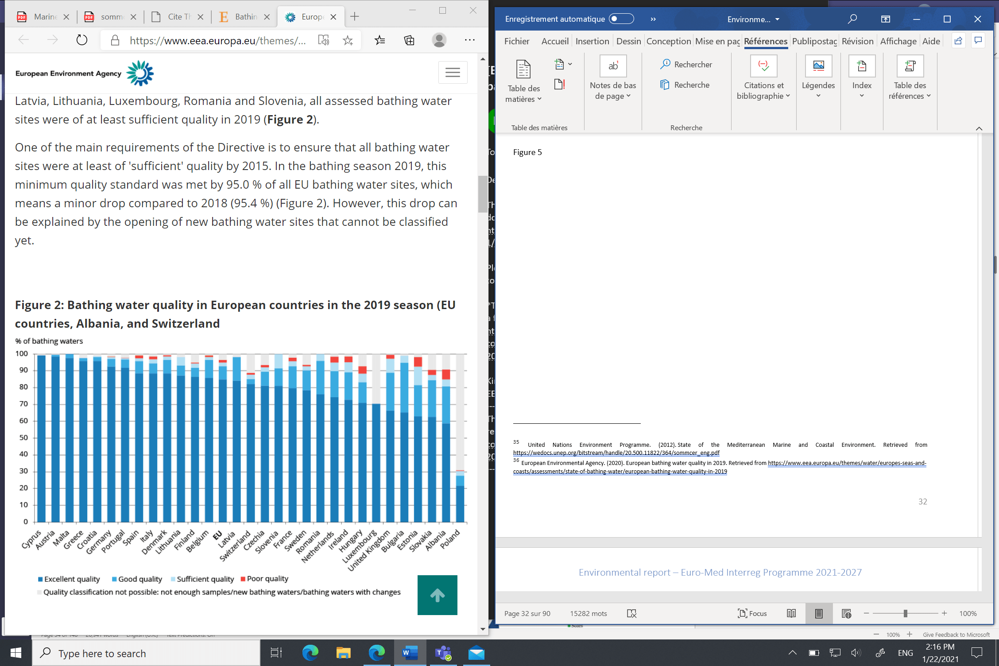 Marine
somm
Cite Th
Bathin
Europe
https://www.eea.europa.eu/themes/...
European Environment Agency
Latvia, Lithuania, Luxembourg, Romania and Slovenia, all assessed bathing water
sites were of at least sufficient quality in 2019 (Figure 2).
One of the main requirements of the Directive is to ensure that all bathing water
sites were at least of 'sufficient' quality by 2015. In the bathing season 2019, this
minimum quality standard was met by 95.0 % of all EU bathing water sites, which
means a minor drop compared to 2018 (95.4 %) (Figure 2). However, this drop can
be explained by the opening of new bathing water sites that cannot be classified
yet.
Figure 2: Bathing water quality in European countries in the 2019 season (EU
countries, Albania, and Switzerland
% of bathing waters
100
90
80
70
60
50
40
30
20
10
0
Cyprus
Austria
Malta
Greece
Croatia
Germany
Portugal
Spain
Italy
Denmark
Lithuania
Finland
Belgium
EU
Latvia
Switzerland
Czechia
Slovenia
France
Sweden
Romania
Netherlands
Ireland
Hungary
Luxembourg
United Kingdom
Bulgaria
Estonia
Slovakia
Albania
Poland
Excellent quality Good quality Sufficient quality Poor quality
Quality classification not possible: not enough samples/new bathing waters/bathing waters with changes
Enregistrement automatique
Environme...
Fichier Accueil Insertion Dessin Conception Mise en pag Références Publipostag Révision Affichage Aide
Table des
matières
Table des matières
ab
Notes de bas
de page
Rechercher
Recherche
Recherche
Citations et
bibliographie
Légendes
Index
Table des
références
Figure 5
35 United Nations Environment Programme. (2012). State of the Mediterranean Marine and Coastal Environment. Retrieved from
https://wedocs.unep.org/bitstream/handle/20.500.11822/364/sommcer_eng.pdf
36 European Environmental Agency. (2020). European bathing water quality in 2019. Retrieved from https://www.eea.europa.eu/themes/water/europes-seas-and-
coasts/assessments/state-of-bathing-water/european-bathing-water-quality-in-2019
32
Environmental report – Euro-Med Interreg Programme 2021-2027
Page 32 sur 90 15282 mots
Focus
100%
100%
Give Feedback to Microsoft
Type here to search
ENG
2:16 PM
1/22/2021